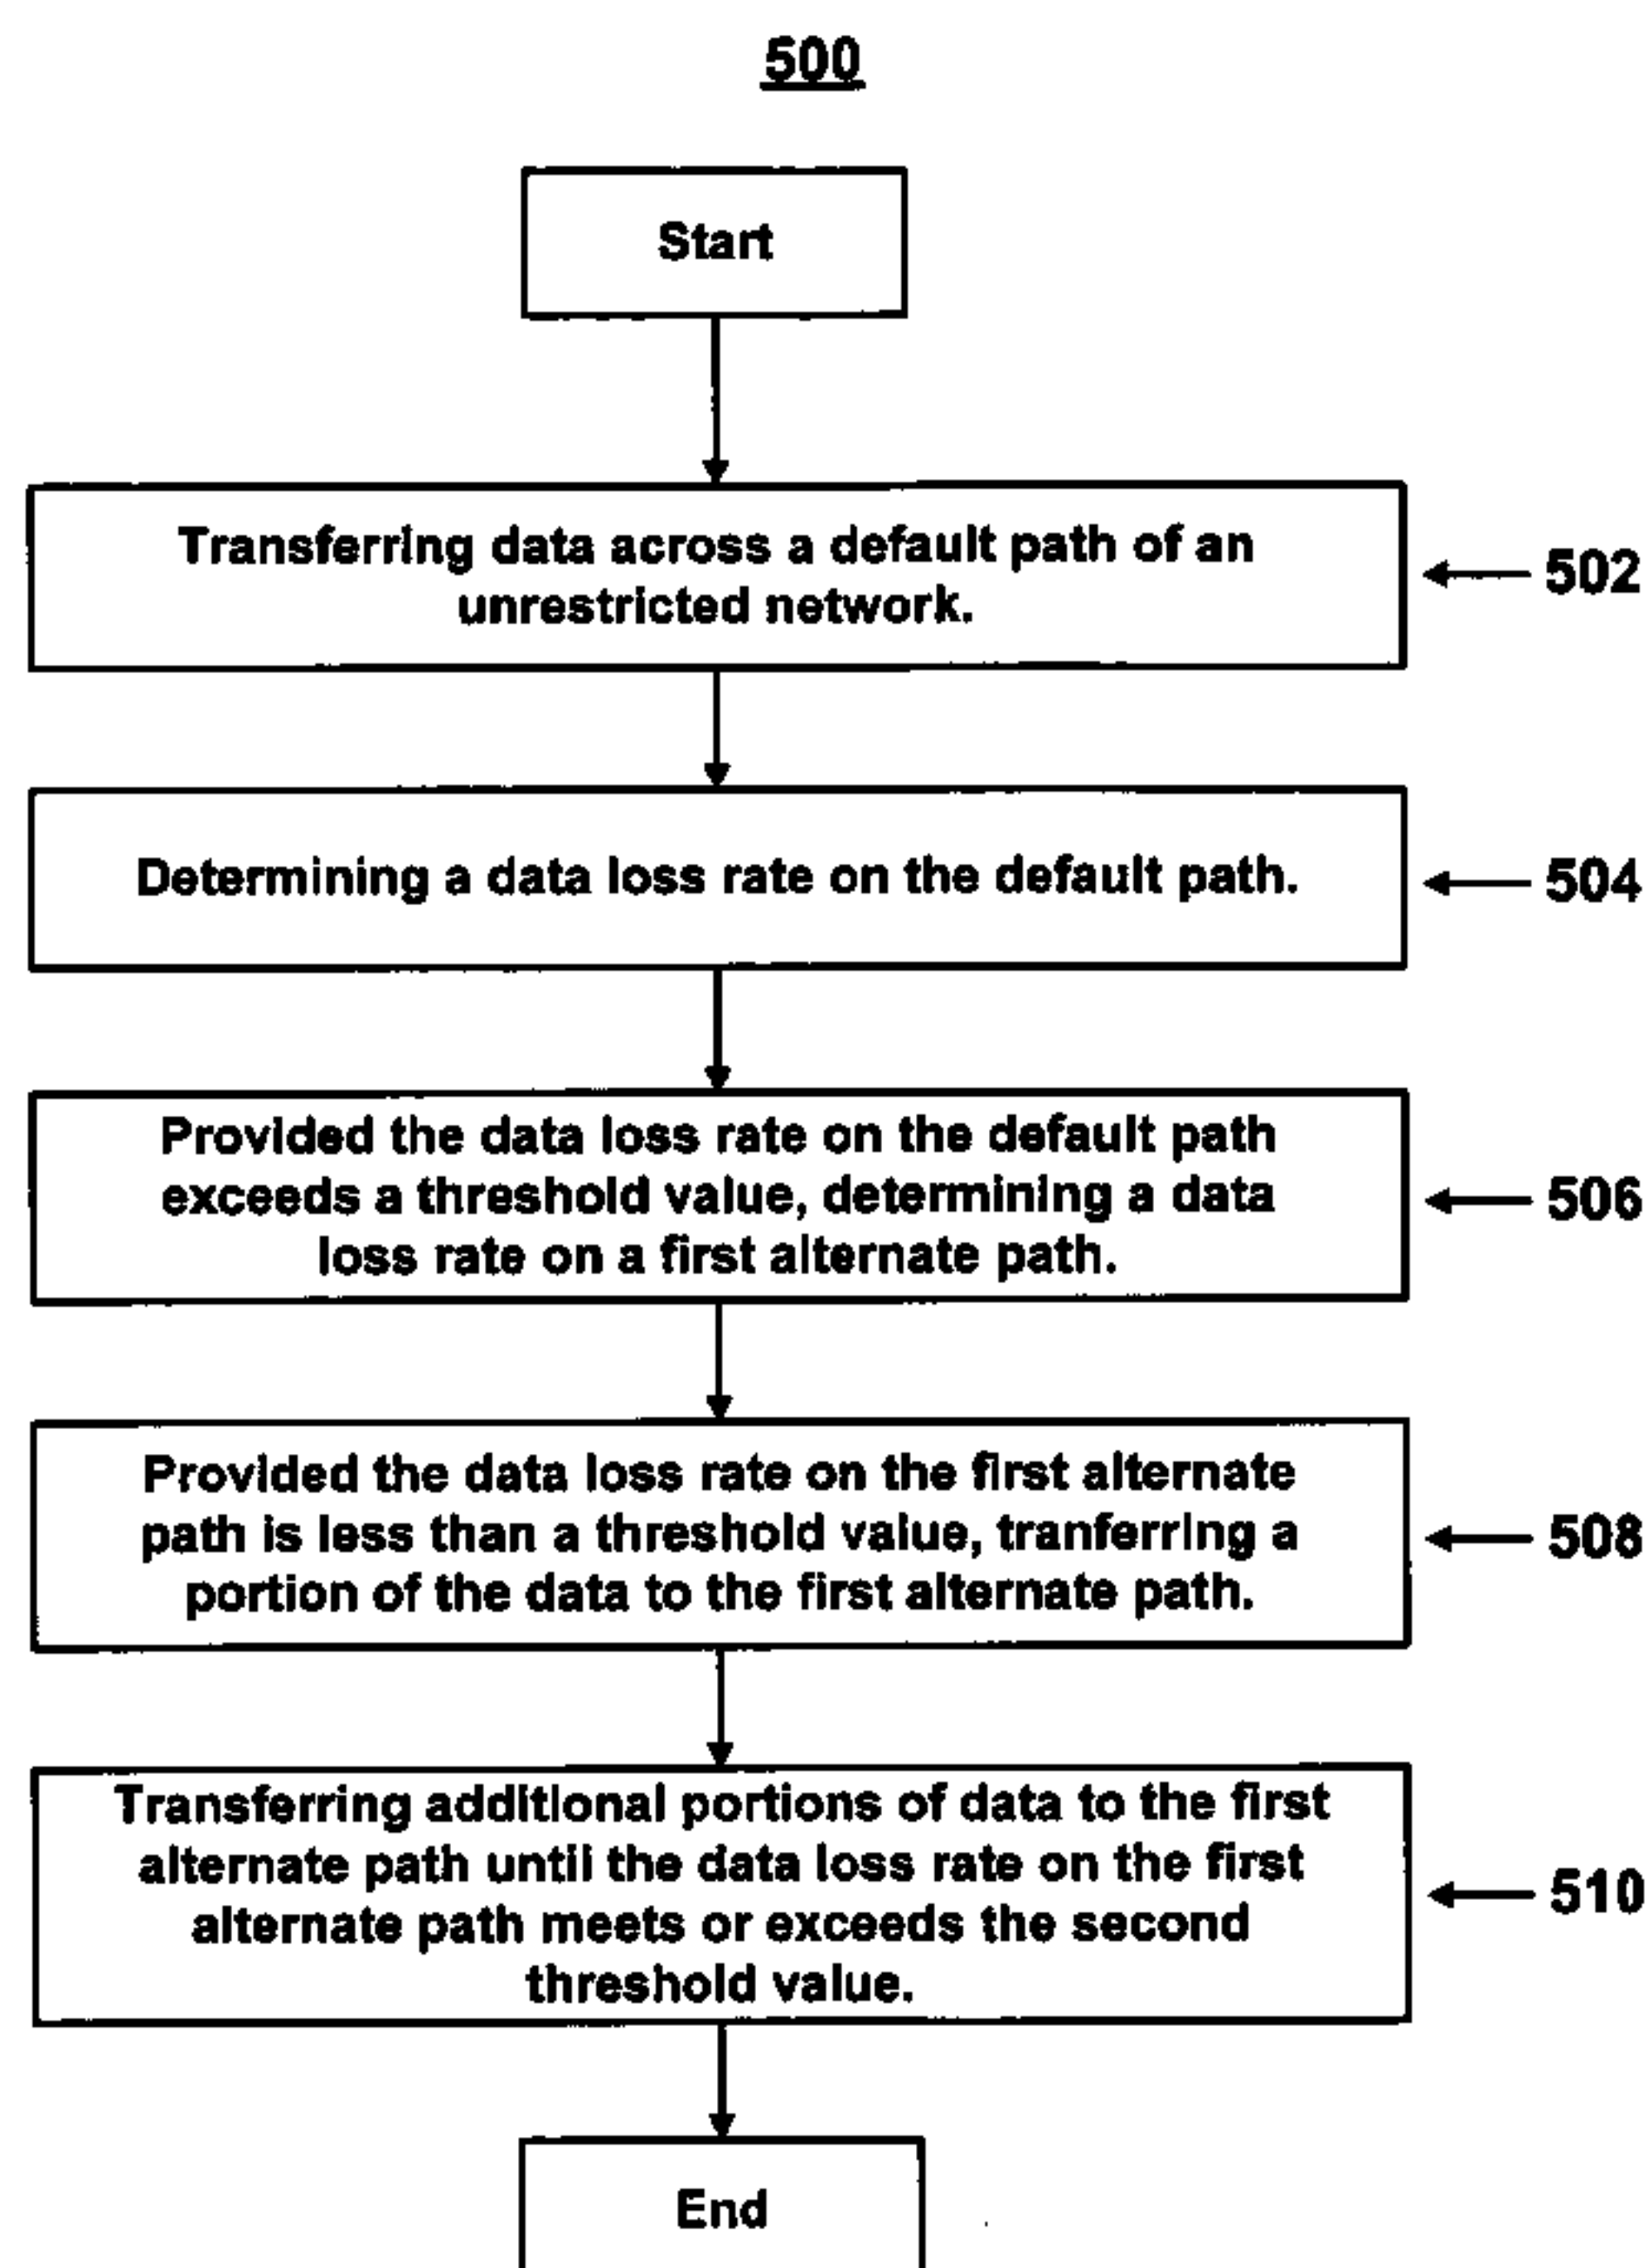 500
Start
Transferring data across a default path of an
unrestricted network.
502
Determining a data loss rate on the default path.
504
Provided the data loss rate on the default path
exceeds a threshold value, determining a data
loss rate on a first alternate path.
506
Provided the data loss rate on the first alternate
path is less than a threshold value, tranferring a
portion of the data to the first alternate path.
508
Transferring additional portions of data to the first
alternate path until the data loss rate on the first
alternate path meets or exceeds the second
threshold value.
510
End